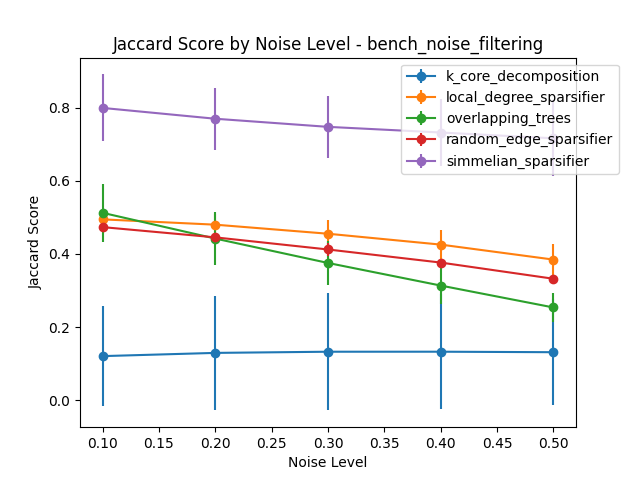 Jaccard Score by Noise Level - bench_noise_filtering
k_core_decomposition
local_degree_sparsifier
overlapping_trees
random_edge_sparsifier
simmelian_sparsifier
Jaccard Score
0.8
0.6
0.4
0.2
0.0
0.10 0.15 0.20 0.25 0.30 0.35 0.40 0.45 0.50
Noise Level